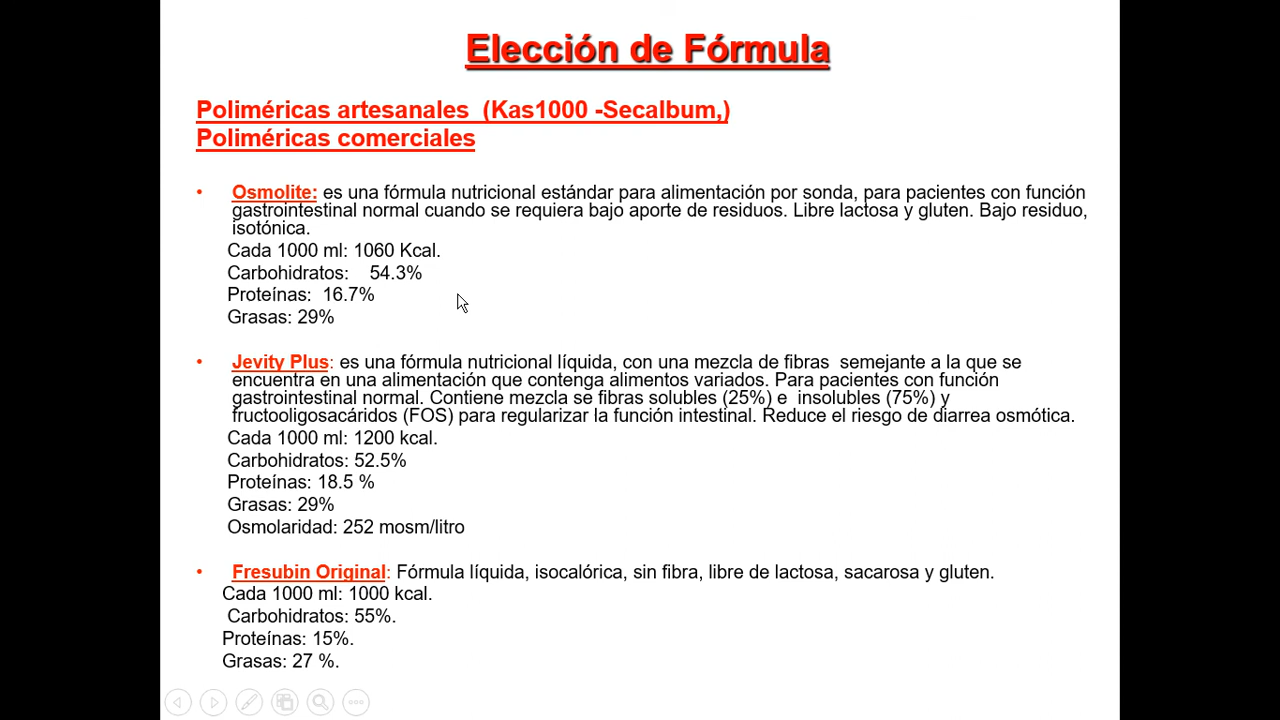 Elección de Fórmula
Poliméricas artesanales (Kas1000 -Secalbum,)
Poliméricas comerciales
• Osmolite: es una fórmula nutricional estándar para alimentación por sonda, para pacientes con función
gastrointestinal normal cuando se requiera bajo aporte de residuos. Libre lactosa y gluten. Bajo residuo,
isotónica.
Cada 1000 ml: 1060 Kcal.
Carbohidratos: 54.3%
Proteínas: 16.7%
Grasas: 29%
• Jevity Plus: es una fórmula nutricional líquida, con una mezcla de fibras semejante a la que se
encuentra en una alimentación que contenga alimentos variados. Para pacientes con función
gastrointestinal normal. Contiene mezcla se fibras solubles (25%) e insolubles (75%) y
fructooligosacáridos (FOS) para regularizar la función intestinal. Reduce el riesgo de diarrea osmótica.
Cada 1000 ml: 1200 kcal.
Carbohidratos: 52.5%
Proteínas: 18.5 %
Grasas: 29%
Osmolaridad: 252 mosm/litro
• Fresubin Original: Fórmula líquida, isocalórica, sin fibra, libre de lactosa, sacarosa y gluten.
Cada 1000 ml: 1000 kcal.
Carbohidratos: 55%.
Proteínas: 15%.
Grasas: 27 %.